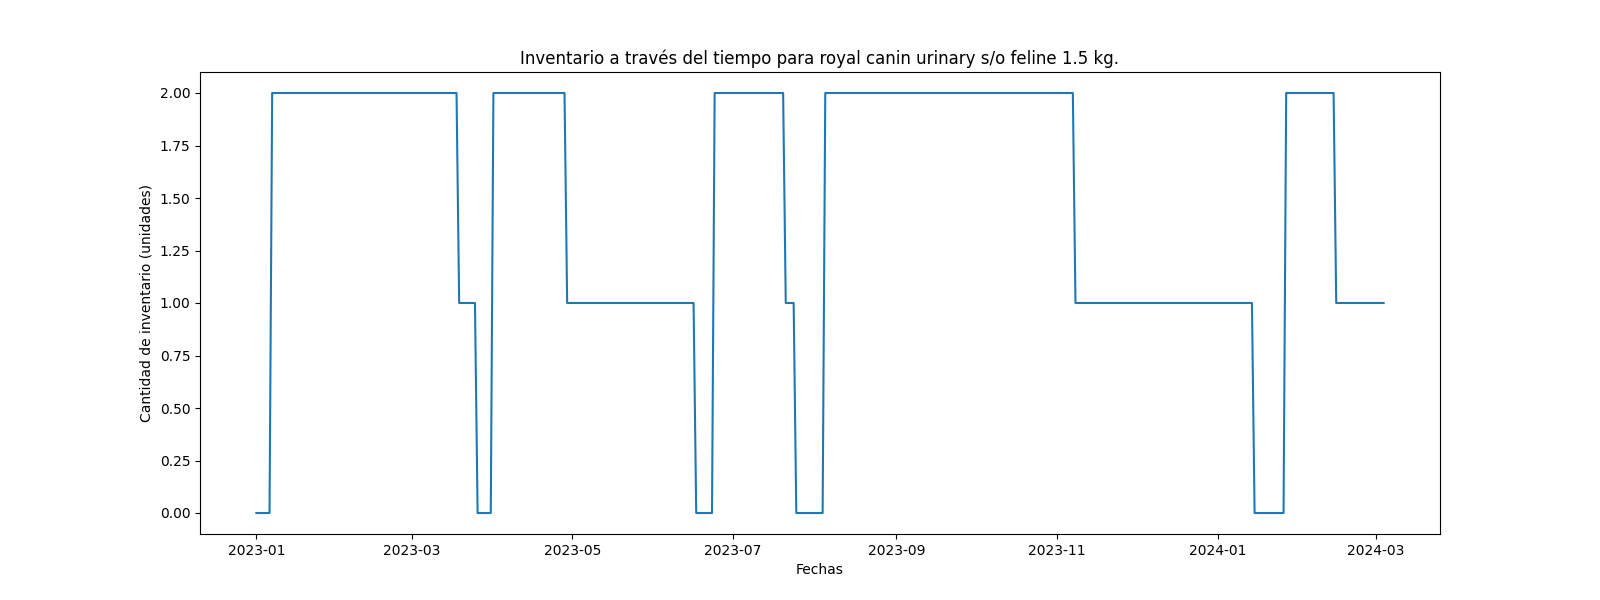 Inventario a través del tiempo para royal canin urinary s/o feline 1.5 kg.
Cantidad de inventario (unidades)
2.00
1.75
1.50
1.25
1.00
0.75
0.50
0.25
0.00
2023-01 2023-03 2023-05 2023-07 2023-09 2023-11 2024-01 2024-03
Fechas